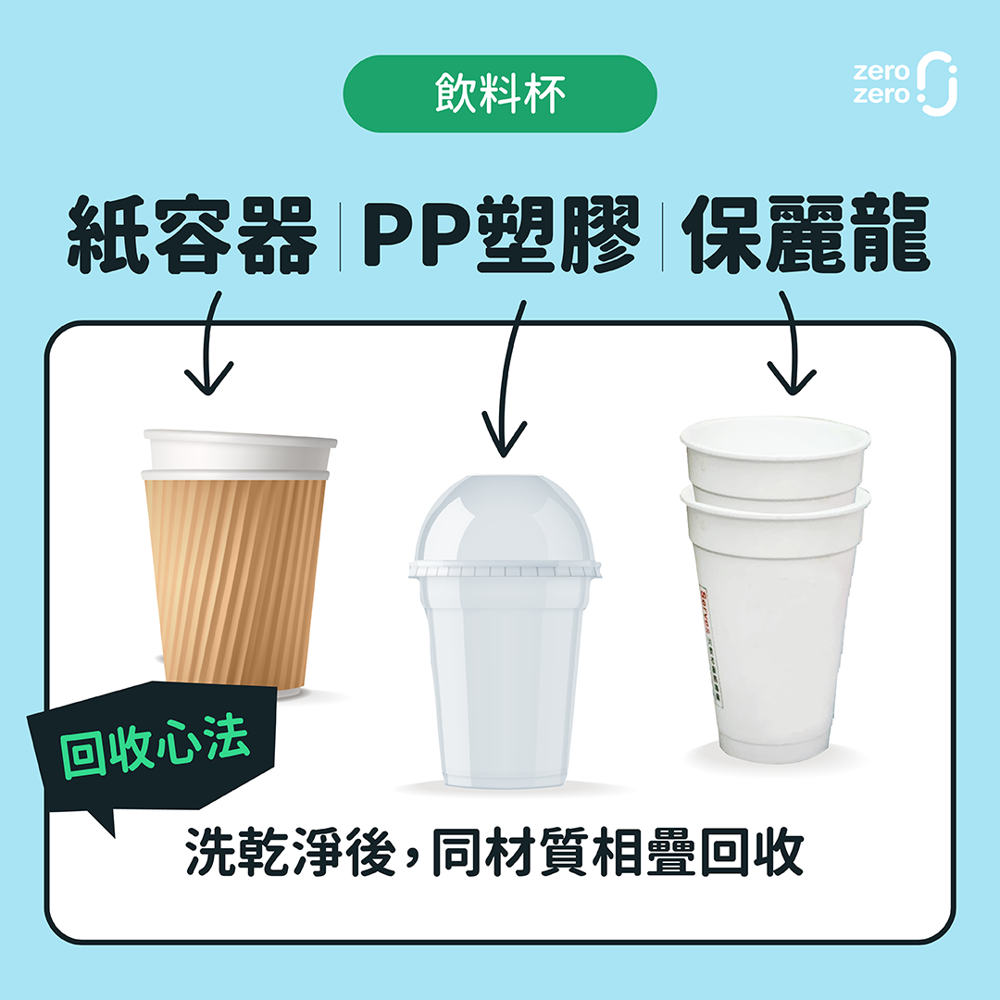 飲料杯
zero
zero
紙容器|PP塑膠|保麗龍
Serves
回收心法
洗乾淨後,同材質相疊回收